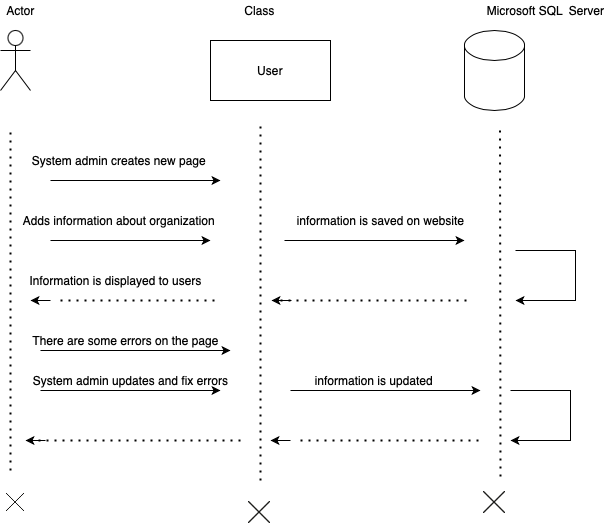 Actor
Class
Microsoft SQL Server
User
System admin creates new page
Adds information about organization
information is saved on website
Information is displayed to users
There are some errors on the page
System admin updates and fix errors
information is updated